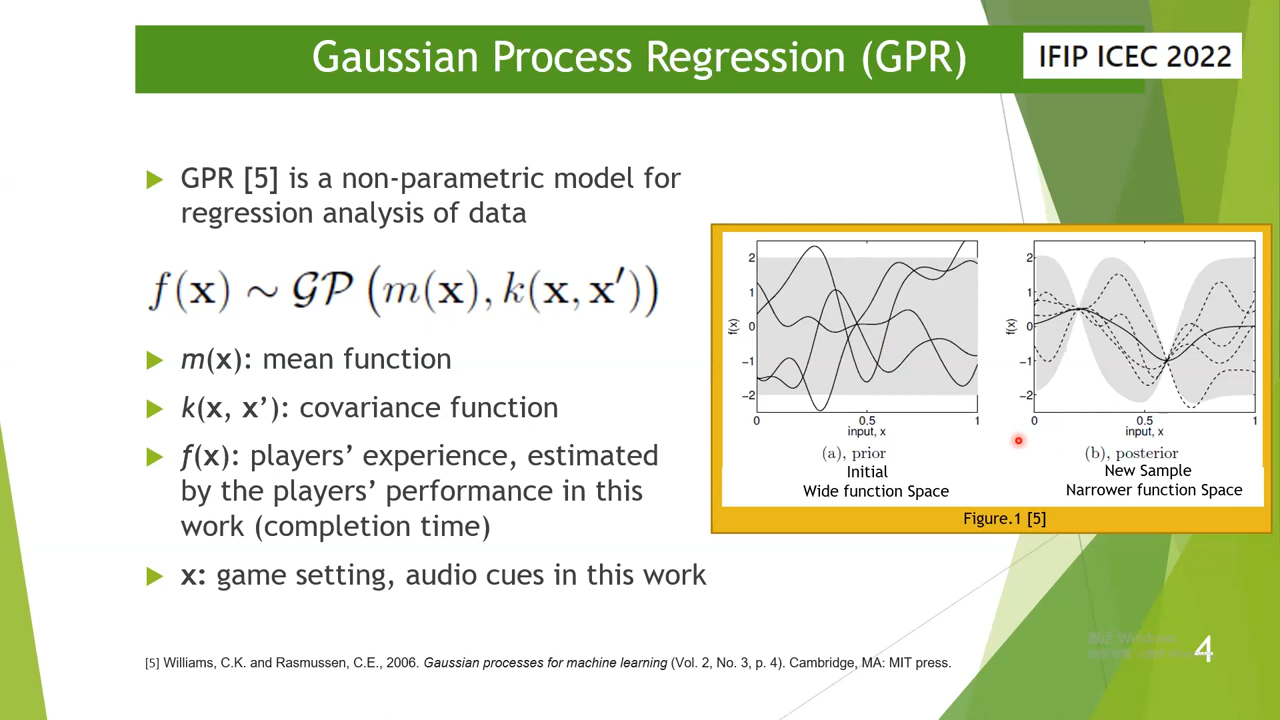 Gaussian Process Regression (GPR)
IFIP ICEC 2022
GPR [5] is a non-parametric model for
regression analysis of data
f(x) ∼ 𝒢𝒫 (m(x), k(x, x′))
m(x): mean function
k(x, x’): covariance function
f(x): players’ experience, estimated
by the players’ performance in this
work (completion time)
x: game setting, audio cues in this work
2
1
0
−1
−2
f(x)
0 0.5 1
input, x
(a), prior
Initial
Wide function Space
2
1
0
−1
−2
f(x)
0 0.5 1
input, x
(b), posterior
New Sample
Narrower function Space
Figure.1 [5]
[5] Williams, C.K. and Rasmussen, C.E., 2006. Gaussian processes for machine learning (Vol. 2, No. 3, p. 4). Cambridge, MA: MIT press.
Windows
4